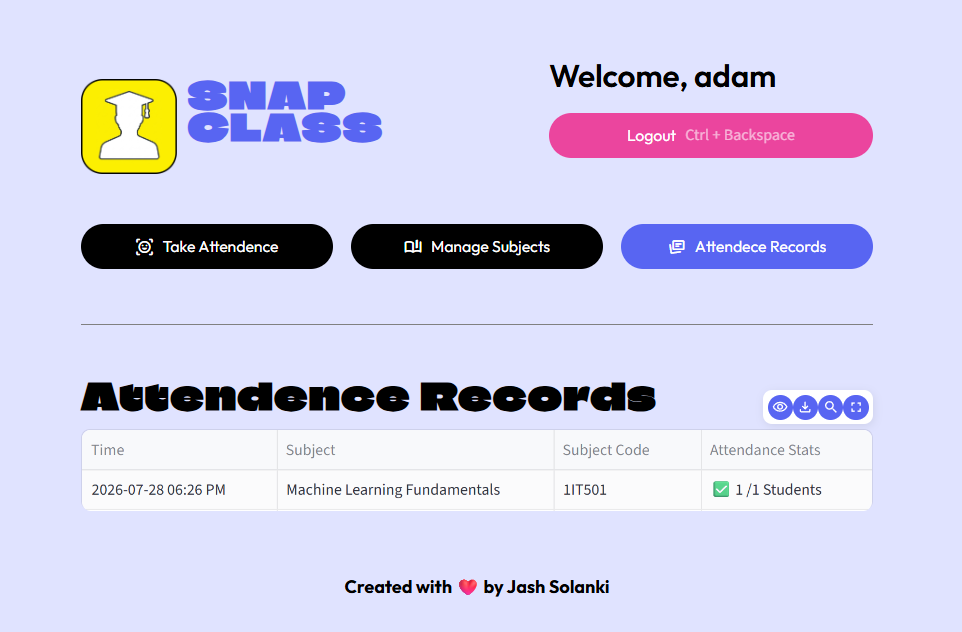 SNAP
CLASS
Welcome, adam
Logout Ctrl + Backspace
Take Attendence
Manage Subjects
Attendece Records
Attendence Records
Time Subject Subject Code Attendance Stats
2026-07-28 06:26 PM Machine Learning Fundamentals 1IT501 ✅ 1 /1 Students
Created with ❤️ by Jash Solanki